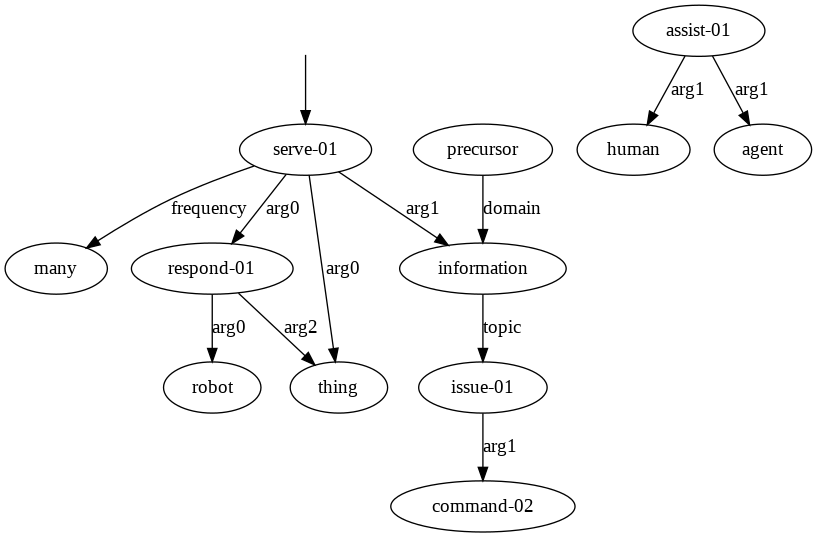 assist-01
arg1 arg1
serve-01 precursor human agent
frequency arg0 arg1 domain
many respond-01 arg0 information
arg0 arg2 topic
robot thing issue-01
arg1
command-02